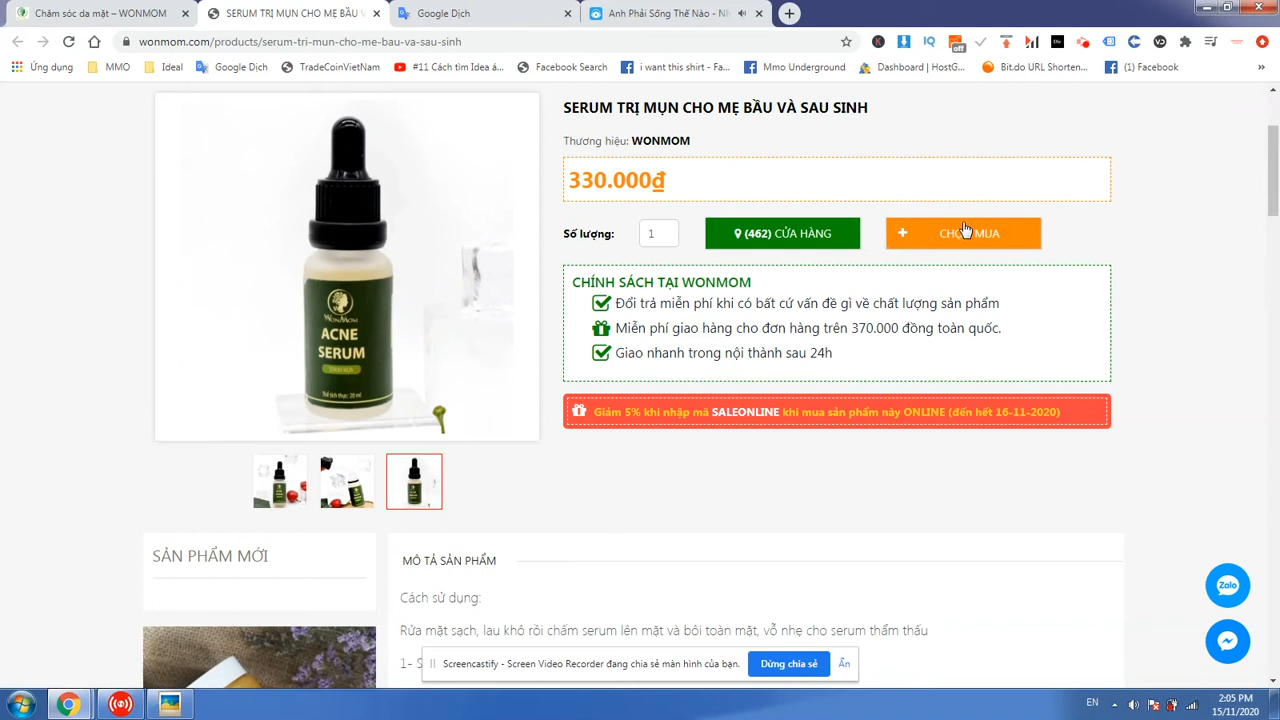 Chăm sóc da mặt – WONMOM
SERUM TRỊ MỤN CHO MẸ BẦU V
Google Dịch
Anh Phải Sống Thế Nào - N
wonmom.com/products/serum-tri-mun-cho-me-bau-va-sau-sinh
off
Ứng dụng
MMO
Ideal
Google Dịch
TradeCoinVietNam
#11 Cách tìm Idea á...
Facebook Search
i want this shirt - Fa...
Mmo Underground
Dashboard | HostG...
Bit.do URL Shorten...
(1) Facebook
SERUM TRỊ MỤN CHO MẸ BẦU VÀ SAU SINH
Thương hiệu: WONMOM
330.000₫
Số lượng:
1
(462) CỬA HÀNG
MUA
CHÍNH SÁCH TẠI WONMOM
Đổi trả miễn phí khi có bất cứ vấn đề gì về chất lượng sản phẩm
Miễn phí giao hàng cho đơn hàng trên 370.000 đồng toàn quốc.
Giao nhanh trong nội thành sau 24h
Giảm 5% khi nhập mã SALEONLINE khi mua sản phẩm này ONLINE (đến hết 16-11-2020)
WONMOM
ACNE
SERUM
Thể tích thực: 20 ml
SẢN PHẨM MỚI
MÔ TẢ SẢN PHẨM
Cách sử dụng:
Rửa mặt sạch, lau khô rồi chấm serum lên mặt và bôi toàn mặt, vỗ nhẹ cho serum thẩm thấu
1- S
Screencastify - Screen Video Recorder đang chia sẻ màn hình của bạn.
Dừng chia sẻ
Ẩn
Zalo
EN
2:05 PM
15/11/2020